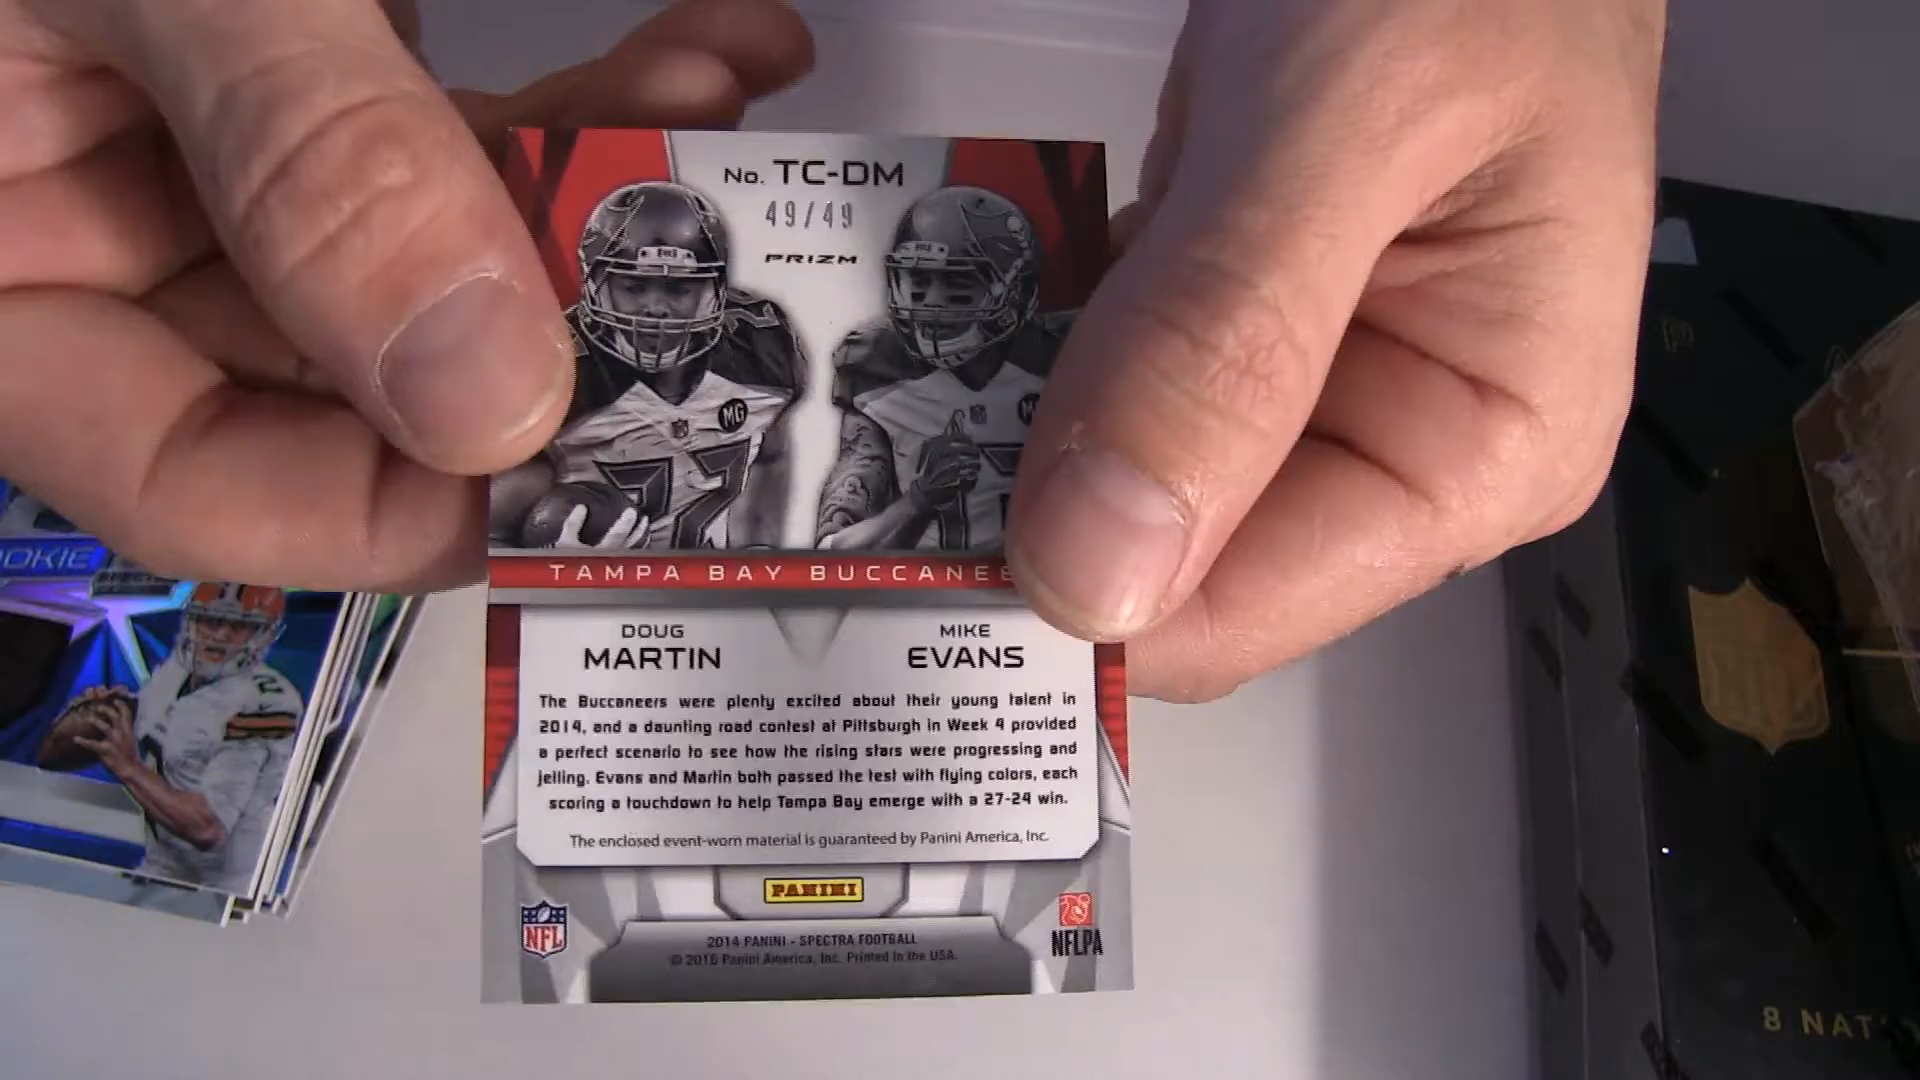 No. TC-DM
49/49
PRIZM
MG
22
TAMPA BAY BUCCANEE
DOUG
MARTIN
MIKE
EVANS
The Buccaneers were plenty excited about their young talent in
2014, and a daunting road contest at Pittsburgh in Week 4 provided
a perfect scenario to see how the rising stars were progressing and
jelling. Evans and Martin both passed the test with flying colors, each
scoring a touchdown to help Tampa Bay emerge with a 27-24 win.
The enclosed event-worn material is guaranteed by Panini America, Inc.
PANINI
NFL
NFLPA
2014 PANINI - SPECTRA FOOTBALL
© 2015 Panini America, Inc. Printed in the USA.
OOKIE
2
NFL
8 NAT